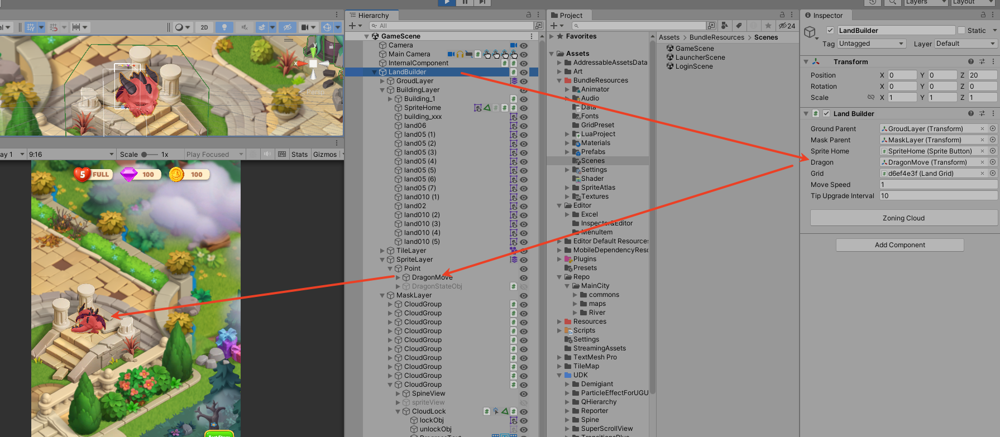 Layers
Layout
al
2D
Persp
ay 1
9:16
Scale
1x
Play Focused
Stats
Gizmos
5
FULL
100
100
Hierarchy
All
GameScene
Camera
Main Camera
InternalComponent
LandBuilder
GroudLayer
BuildingLayer
Building_1
SpriteHome
building_xxx
land06
land05 (1)
land05 (2)
land05 (3)
land05 (4)
land05 (5)
land05 (6)
land05 (7)
land010 (1)
land02
land010 (2)
land010 (3)
land010 (4)
land010 (5)
TileLayer
SpriteLayer
Point
DragonMove
DragonStateObj
MaskLayer
CloudGroup
CloudGroup
CloudGroup
CloudGroup
CloudGroup
CloudGroup
CloudGroup
CloudGroup
CloudGroup
CloudGroup
SpineView
spriteView
CloudLock
lockObj
unlockObj
Project
24
Favorites
Assets
AddressableAssetsData
Art
BundleResources
Animator
Audio
Data
Fonts
GridPreset
LuaProject
Materials
Prefabs
Scenes
Settings
Shader
SpriteAtlas
Textures
Editor
Excel
Inspector&Editor
MenuItem
Editor Default Resources
MobileDependencyResc
Plugins
Presets
Repo
MainCity
commons
maps
River
Resources
Scripts
Settings
StreamingAssets
TextMesh Pro
TileMap
UDK
Demigiant
ParticleEffectForUGU
QHierarchy
Reporter
Spine
SuperScrollView
Assets > BundleResources > Scenes
GameScene
LauncherScene
LoginScene
Inspector
LandBuilder
Static
Tag Untagged Layer Default
Transform
Position X 0 Y 0 Z 20
Rotation X 0 Y 0 Z 0
Scale X 1 Y 1 Z 1
Land Builder
Ground Parent GroudLayer (Transform)
Mask Parent MaskLayer (Transform)
Sprite Home SpriteHome (Sprite Button)
Dragon DragonMove (Transform)
Grid d6ef4e3f (Land Grid)
Move Speed 1
Tip Upgrade Interval 10
Zoning Cloud
Add Component